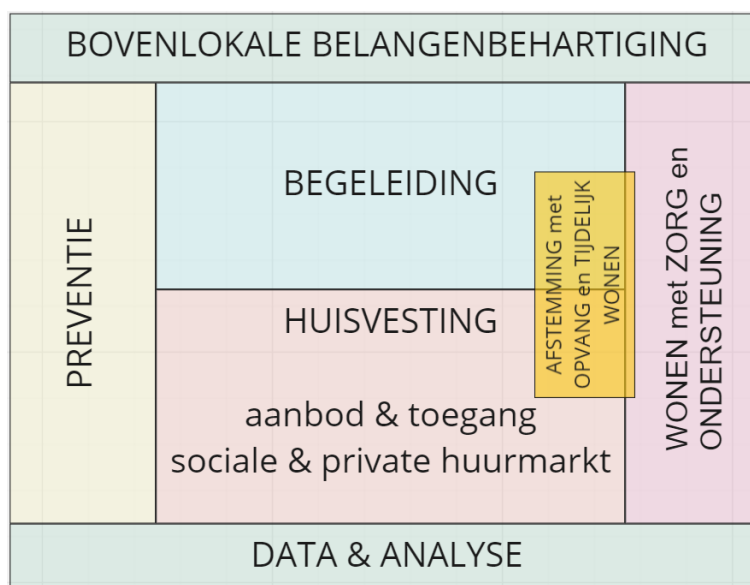 BOVENLOKALE BELANGENBEHARTIGING
PREVENTIE
BEGELEIDING
HUISVESTING
aanbod & toegang
sociale & private huurmarkt
AFSTEMMING met
OPVANG en TIJDELIJK
WONEN
WONEN met ZORG en
ONDERSTEUNING
DATA & ANALYSE